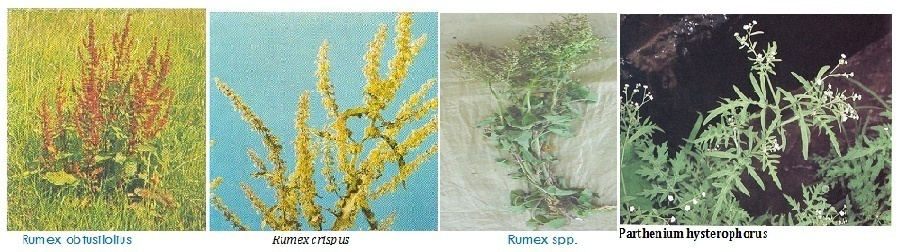 Rumex obtusifolius
Rumex crispus
Rumex spp.
Parthenium hysterophorus